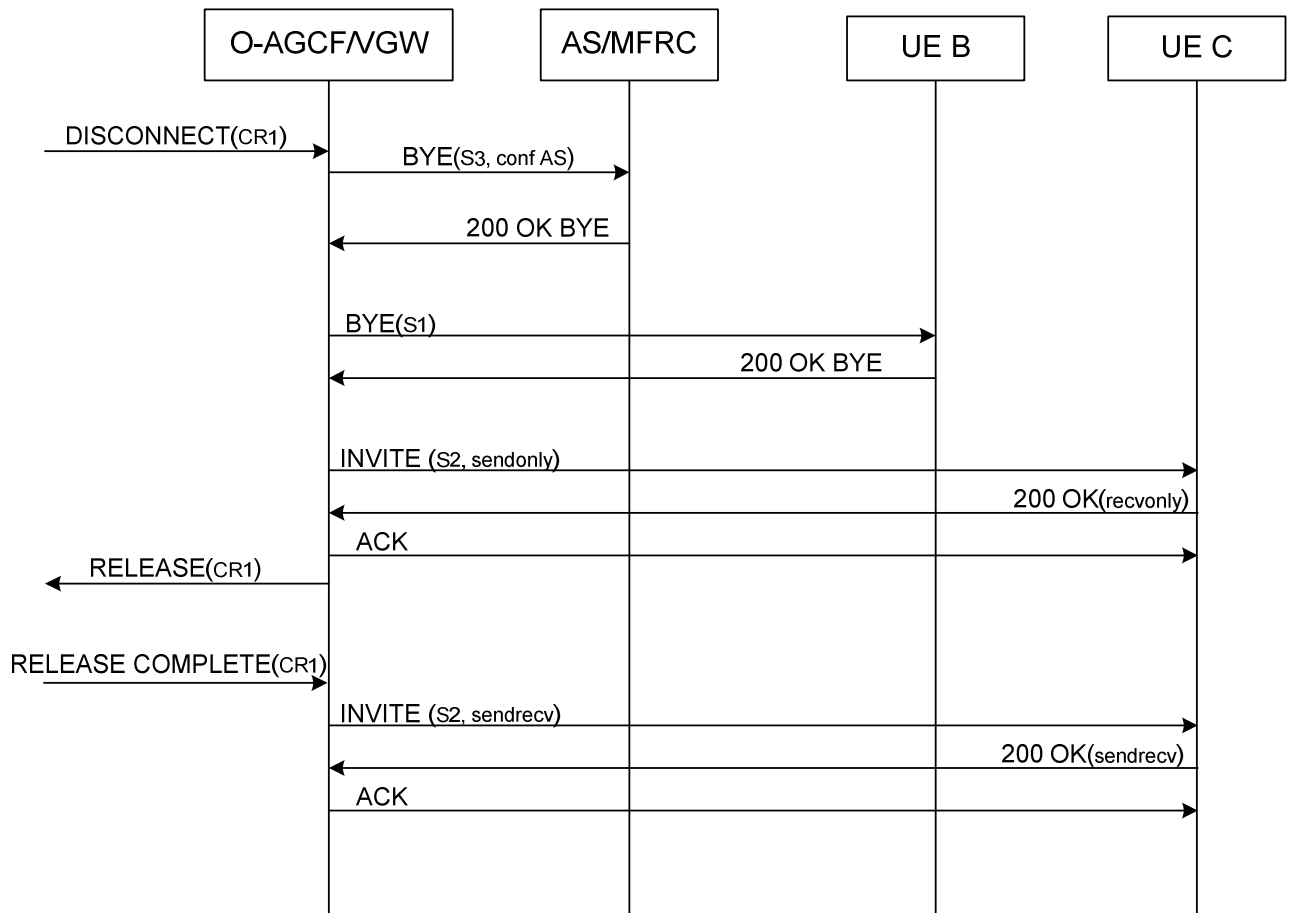 O-AGCF/VGW
AS/MFRC
UE B
UE C
DISCONNECT(CR1)
BYE(S3, conf AS)
200 OK BYE
BYE(S1)
200 OK BYE
INVITE (S2, sendonly)
200 OK(recvonly)
ACK
RELEASE(CR1)
RELEASE COMPLETE(CR1)
INVITE (S2, sendrecv)
200 OK(sendrecv)
ACK